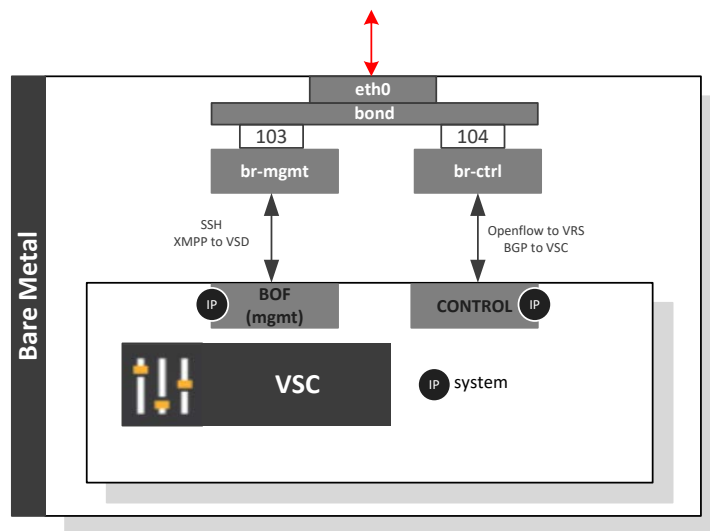 eth0
bond
103
104
br-mgmt
br-ctrl
SSH
XMPP to VSD
Openflow to VRS
BGP to VSC
Bare Metal
IP
BOF
(mgmt)
CONTROL
IP
VSC
IP
system